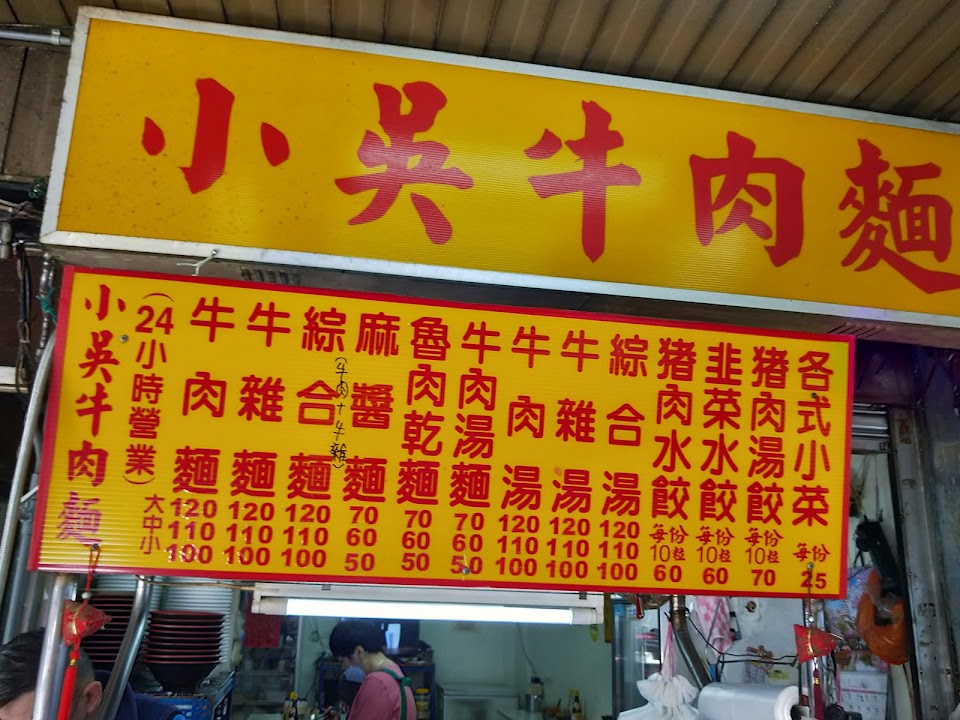 小吳牛肉麵
小吳牛肉麵
(24小時營業)
大中小
牛肉麵 120 110 100
牛雜麵 120 110 100
綜合麵 120 110 100
(牛肉+牛雜)
麻醬麵 70 60 50
魯肉乾麵 70 60 50
牛肉湯麵 70 60 50
牛肉湯 120 110 100
牛雜湯 120 110 100
綜合湯 120 110 100
豬肉水餃 每份10粒 60
韭菜水餃 每份10粒 60
豬肉湯餃 每份10粒 70
各式小菜 每份 25